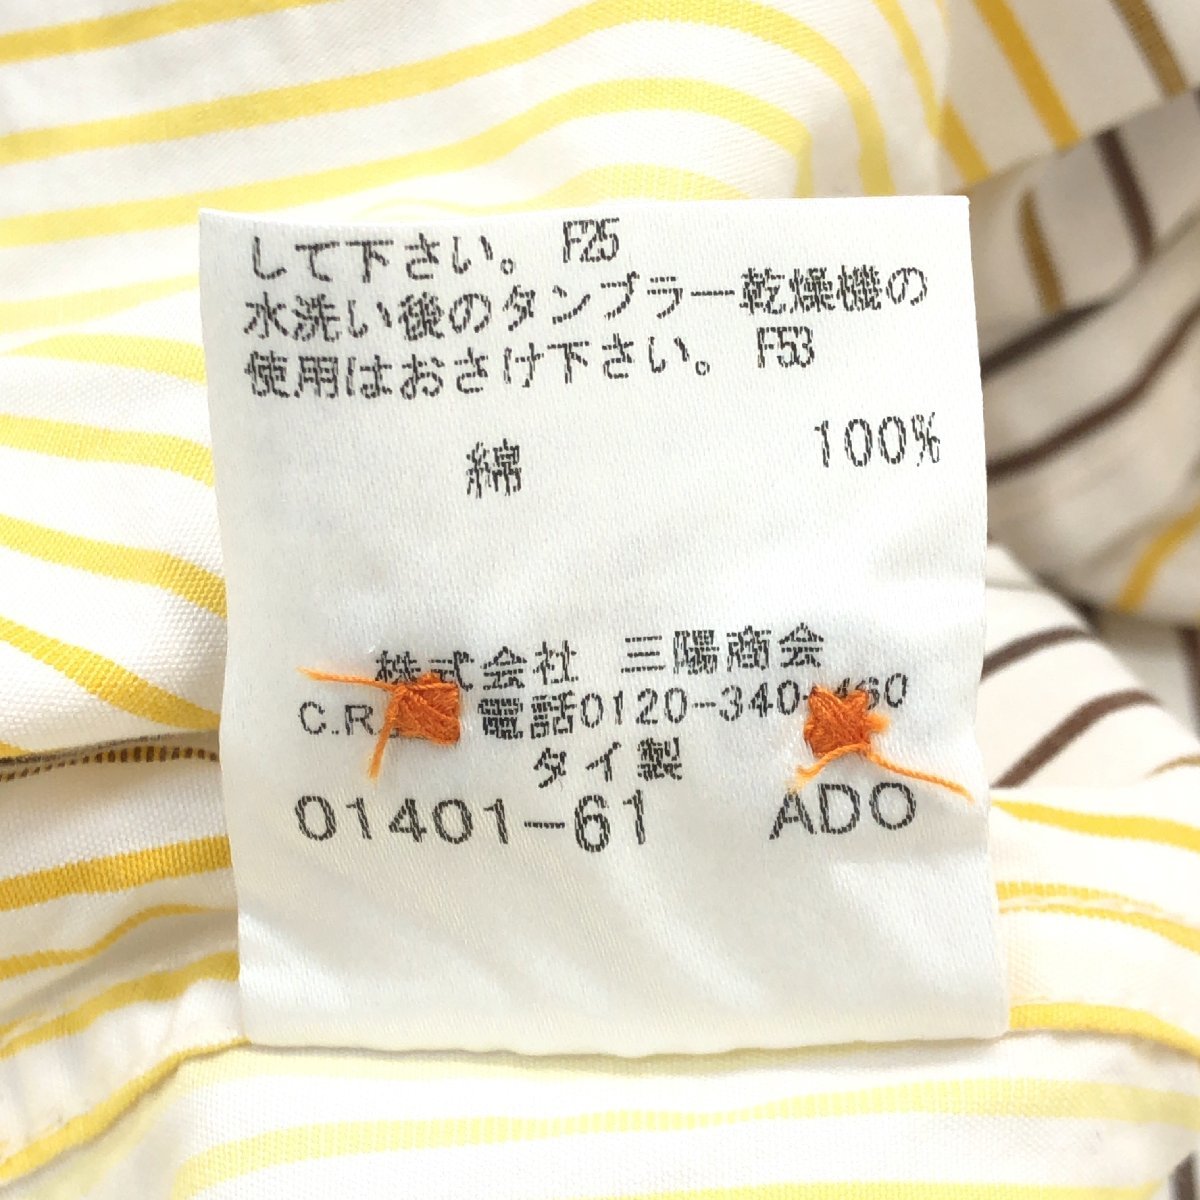 して下さい。 F25
水洗い後のタンブラー乾燥機の
使用はおさけ下さい。 F53
綿 100%
株式会社 三陽商会
C.R. 電話0120-340-460
タイ製
01401-61 ADO